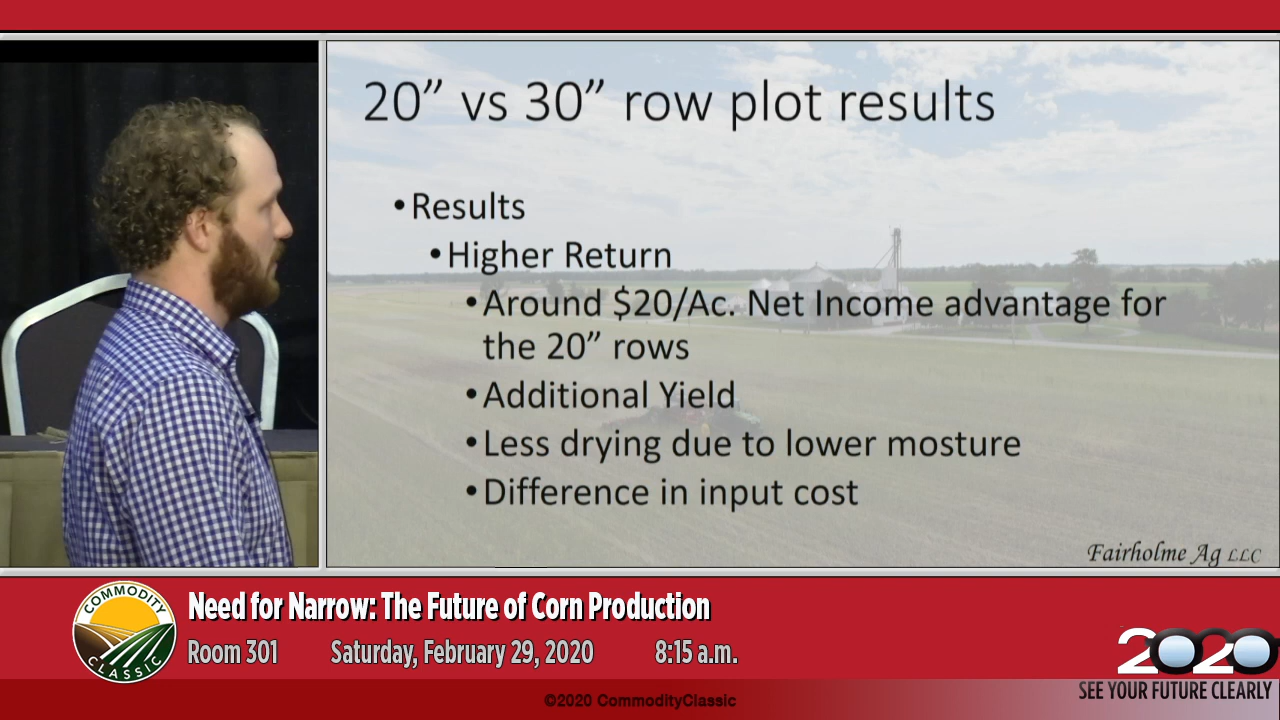 20” vs 30” row plot results
•Results
•Higher Return
•Around $20/Ac. Net Income advantage for
the 20” rows
•Additional Yield
•Less drying due to lower mosture
•Difference in input cost
Fairholme Ag LLC
COMMODITY
CLASSIC
Need for Narrow: The Future of Corn Production
Room 301 Saturday, February 29, 2020 8:15 a.m.
2020
SEE YOUR FUTURE CLEARLY
©2020 CommodityClassic